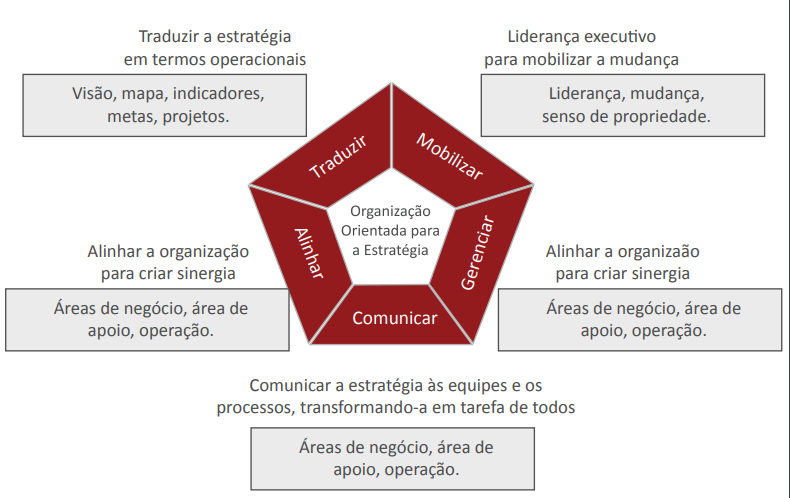 Traduzir a estratégia
em termos operacionais
Visão, mapa, indicadores,
metas, projetos.
Liderança executivo
para mobilizar a mudança
Liderança, mudança,
senso de propriedade.
Traduzir
Mobilizar
Organização
Orientada para
a Estratégia
Alinhar
Gerenciar
Comunicar
Alinhar a organização
para criar sinergia
Áreas de negócio, área de
apoio, operação.
Alinhar a organizaão
para criar sinergia
Áreas de negócio, área de
apoio, operação.
Comunicar a estratégia às equipes e os
processos, transformando-a em tarefa de todos
Áreas de negócio, área de
apoio, operação.